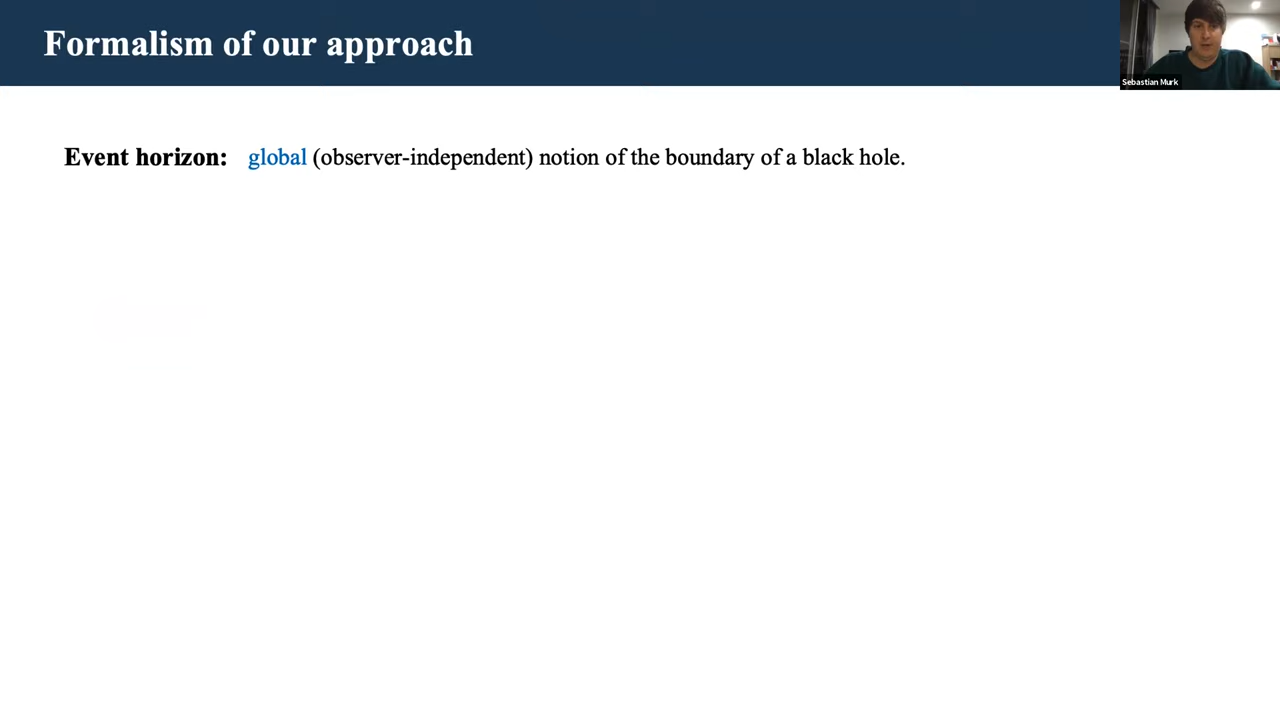 Formalism of our approach
Sebastian Murk
Event horizon: global (observer-independent) notion of the boundary of a black hole.